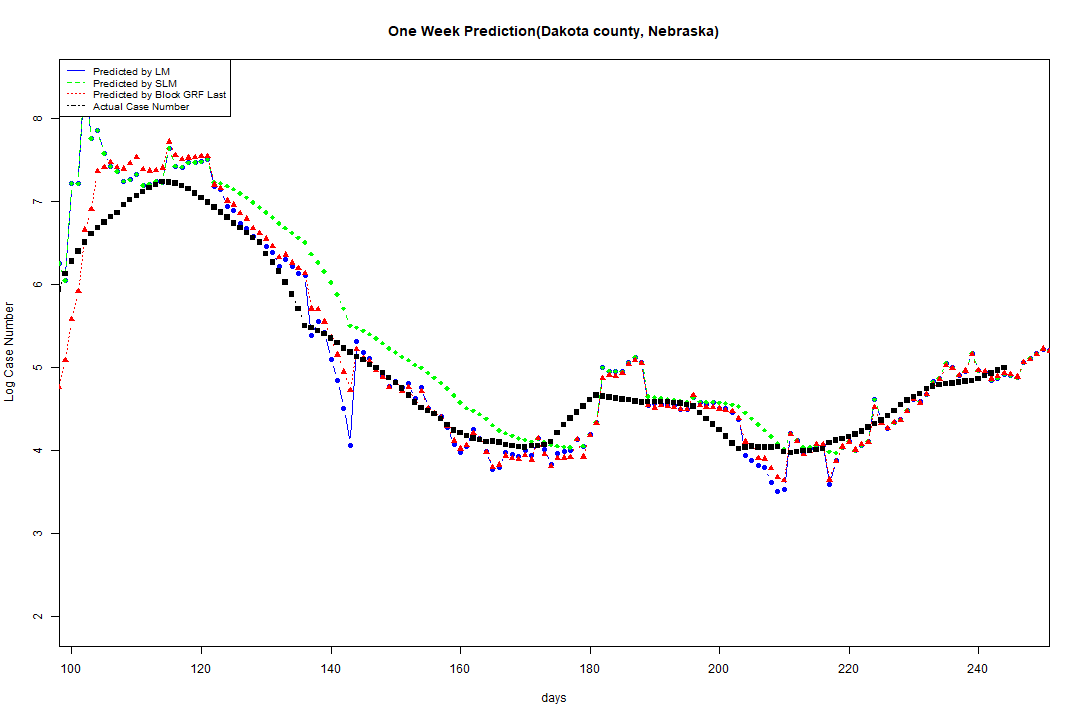 One Week Prediction(Dakota county, Nebraska)
Predicted by LM
Predicted by SLM
Predicted by Block GRF Last
Actual Case Number
8
7
6
5
4
3
2
Log Case Number
100 120 140 160 180 200 220 240
days